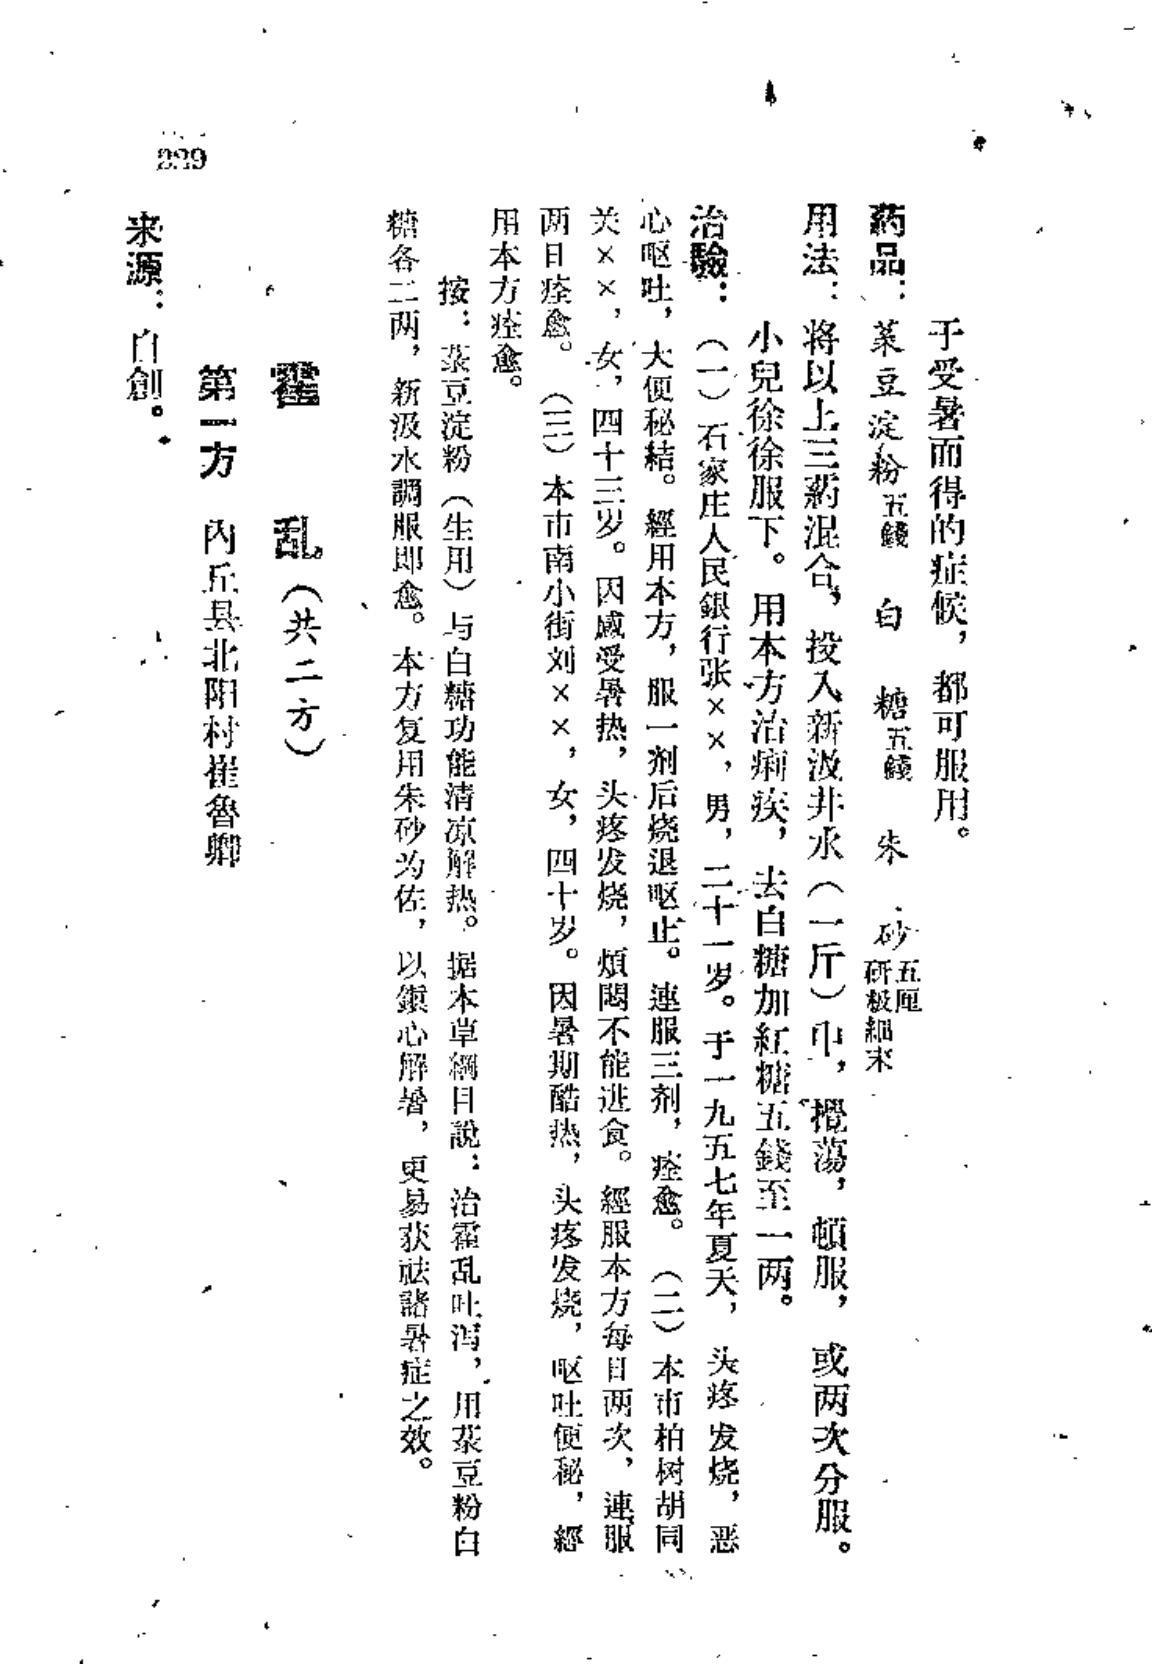 于受暑而得的症候，都可服用。
药品：菉豆淀粉五錢　白　糖五錢　朱　砂五厘研极細末
用法：将以上三药混合，投入新汲井水（一斤）中，攪蕩，頓服，或两次分服。
小兒徐徐服下。用本方治痢疾，去白糖加紅糖五錢至一两。
治驗：（一）石家庄人民銀行张××，男，二十一岁。于一九五七年夏天，头疼发烧，恶
心呕吐，大便秘結。經用本方，服一剂后烧退呕止。連服三剂，痊愈。（二）本市柏树胡同
关××，女，四十三岁。因感受暑热，头疼发烧，煩悶不能进食。經服本方每日两次，連服
两日痊愈。（三）本市南小街刘××，女，四十岁。因暑期酷热，头疼发烧，呕吐便秘，經
用本方痊愈。
按：菉豆淀粉（生用）与白糖功能清凉解热。据本草綱目說：治霍乱吐泻，用菉豆粉白
糖各二两，新汲水調服即愈。本方复用朱砂为佐，以鎮心解暑，更易获祛諸暑症之效。
霍　乱（共二方）
第一方　内丘县北阳村崔魯卿
来源：自創。
229